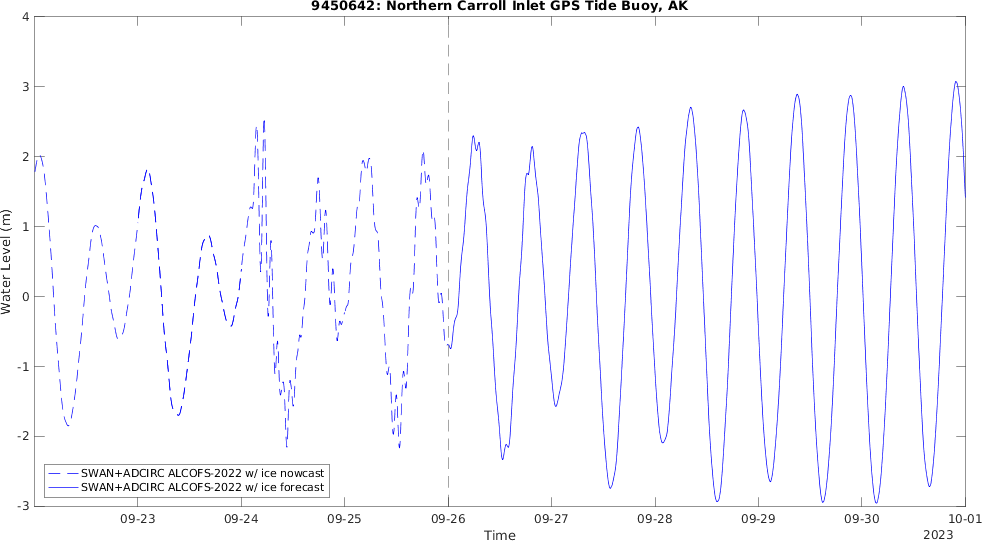 9450642: Northern Carroll Inlet GPS Tide Buoy, AK
4
3
2
1
0
-1
-2
-3
Water Level (m)
SWAN+ADCIRC ALCOFS-2022 w/ ice nowcast
SWAN+ADCIRC ALCOFS-2022 w/ ice forecast
09-23 09-24 09-25 09-26 09-27 09-28 09-29 09-30 10-01
Time
2023